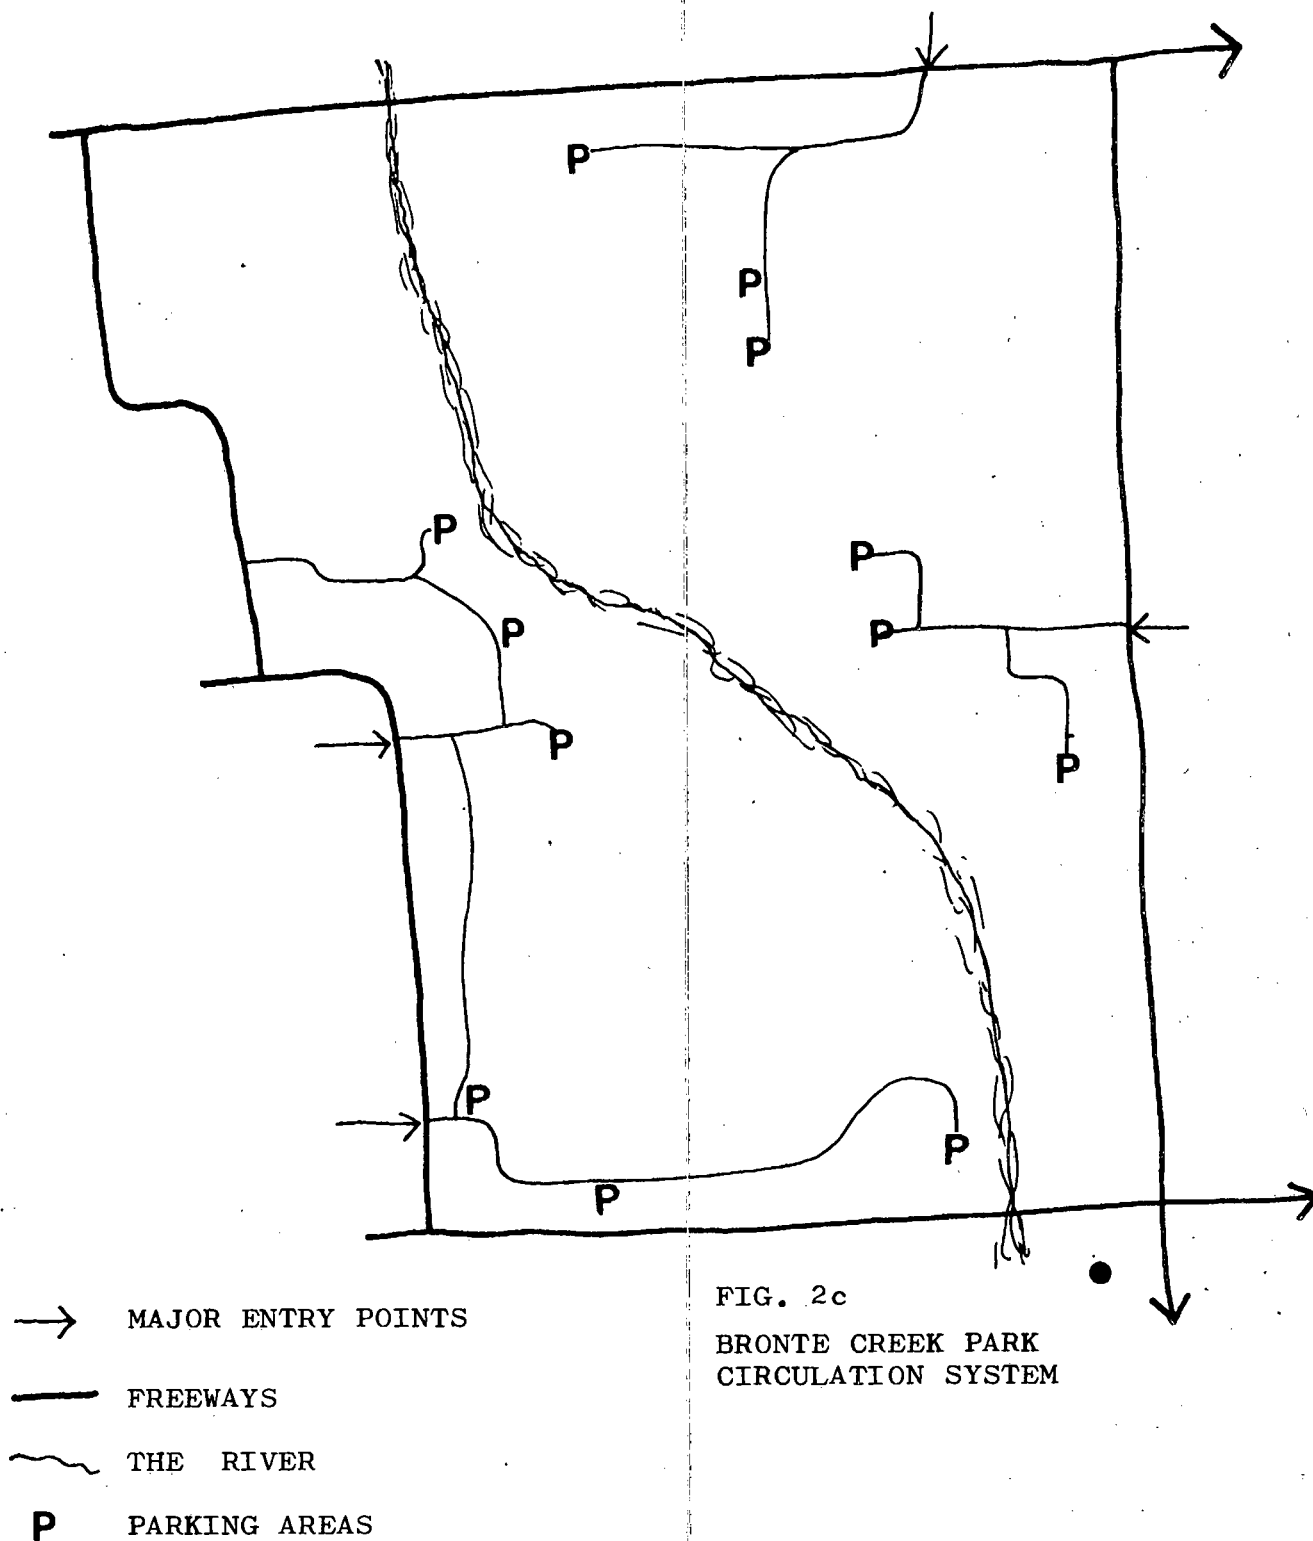 P
P
P
P
P
P
P
P
P
P
P
P
P
→ MAJOR ENTRY POINTS
FREEWAYS
THE RIVER
P PARKING AREAS
FIG. 2c
BRONTE CREEK PARK
CIRCULATION SYSTEM